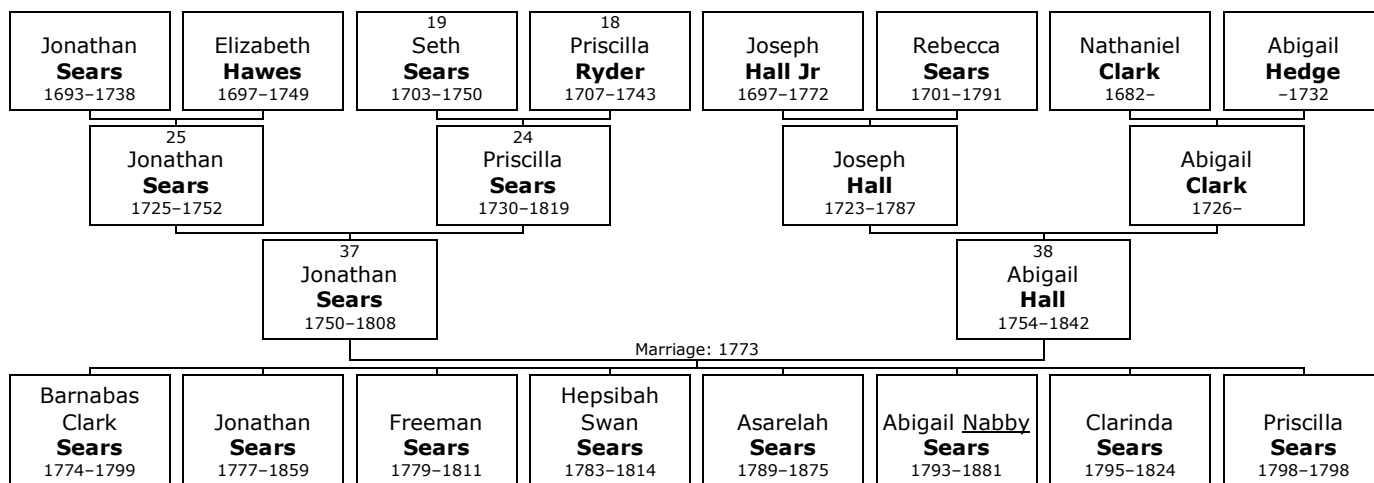 Jonathan
Sears
1693–1738
Elizabeth
Hawes
1697–1749
19
Seth
Sears
1703–1750
18
Priscilla
Ryder
1707–1743
Joseph
Hall Jr
1697–1772
Rebecca
Sears
1701–1791
Nathaniel
Clark
1682–
Abigail
Hedge
–1732
25
Jonathan
Sears
1725–1752
24
Priscilla
Sears
1730–1819
Joseph
Hall
1723–1787
Abigail
Clark
1726–
37
Jonathan
Sears
1750–1808
38
Abigail
Hall
1754–1842
Marriage: 1773
Barnabas
Clark
Sears
1774–1799
Jonathan
Sears
1777–1859
Freeman
Sears
1779–1811
Hepsibah
Swan
Sears
1783–1814
Asarelah
Sears
1789–1875
Abigail Nabby
Sears
1793–1881
Clarinda
Sears
1795–1824
Priscilla
Sears
1798–1798